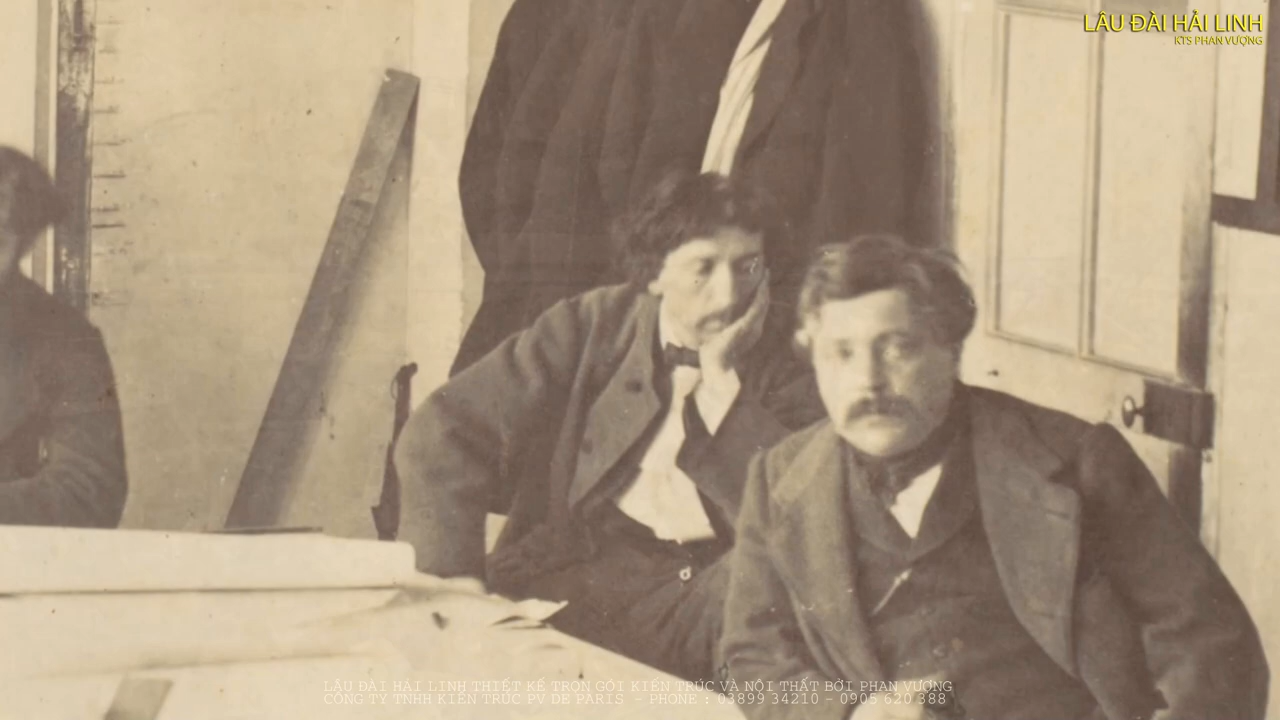 LÂU ĐÀI HẢI LINH
KTS PHAN VƯỢNG
LÂU ĐÀI HẢI LINH THIẾT KẾ TRỌN GÓI KIẾN TRÚC VÀ NỘI THẤT BỞI PHAN VƯỢNG
CÔNG TY TNHH KIẾN TRÚC PV DE PARIS - PHONE : 03899 34210 - 0905 620 388